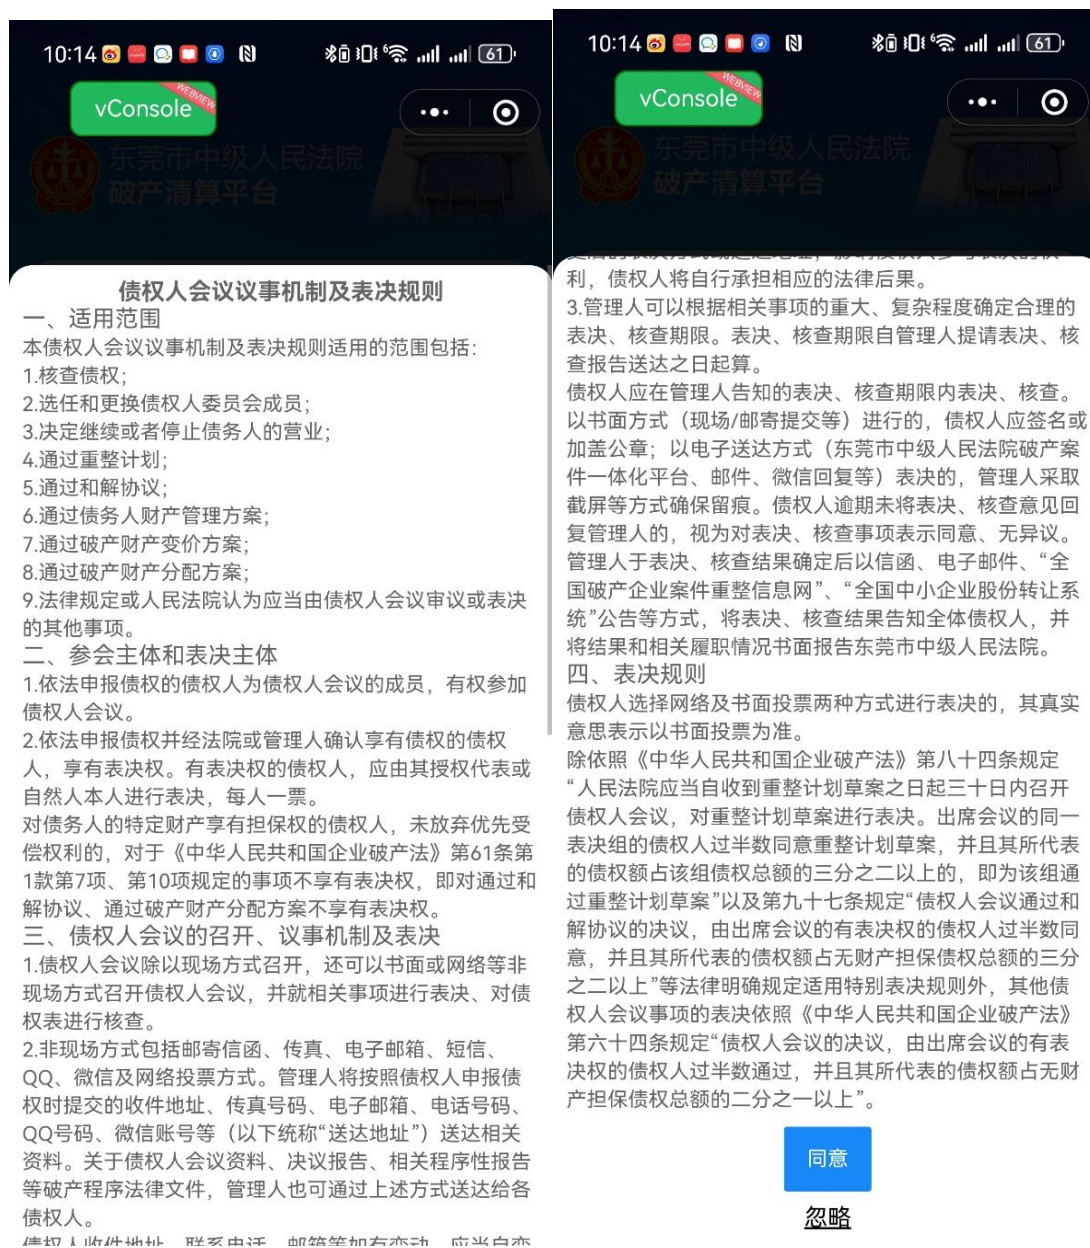 10:14
61
vConsole
WEBVIEW
东莞市中级人民法院
破产清算平台
债权人会议议事机制及表决规则
一、适用范围
本债权人会议议事机制及表决规则适用的范围包括：
1.核查债权；
2.选任和更换债权人委员会成员；
3.决定继续或者停止债务人的营业；
4.通过重整计划；
5.通过和解协议；
6.通过债务人财产管理方案；
7.通过破产财产变价方案；
8.通过破产财产分配方案；
9.法律规定或人民法院认为应当由债权人会议审议或表决
的其他事项。
二、参会主体和表决主体
1.依法申报债权的债权人为债权人会议的成员，有权参加
债权人会议。
2.依法申报债权并经法院或管理人确认享有债权的债权
人，享有表决权。有表决权的债权人，应由其授权代表或
自然人本人进行表决，每人一票。
对债务人的特定财产享有担保权的债权人，未放弃优先受
偿权利的，对于《中华人民共和国企业破产法》第61条第
1款第7项、第10项规定的事项不享有表决权，即对通过和
解协议、通过破产财产分配方案不享有表决权。
三、债权人会议的召开、议事机制及表决
1.债权人会议除以现场方式召开，还可以书面或网络等非
现场方式召开债权人会议，并就相关事项进行表决、对债
权表进行核查。
2.非现场方式包括邮寄信函、传真、电子邮箱、短信、
QQ、微信及网络投票方式。管理人将按照债权人申报债
权时提交的收件地址、传真号码、电子邮箱、电话号码、
QQ号码、微信账号等（以下统称“送达地址”）送达相关
资料。关于债权人会议资料、决议报告、相关程序性报告
等破产程序法律文件，管理人也可通过上述方式送达给各
债权人。
债权人收件地址、联系电话、邮箱等如有变动，应当自变
10:14
61
vConsole
WEBVIEW
东莞市中级人民法院
破产清算平台
利，债权人将自行承担相应的法律后果。
3.管理人可以根据相关事项的重大、复杂程度确定合理的
表决、核查期限。表决、核查期限自管理人提请表决、核
查报告送达之日起算。
债权人应在管理人告知的表决、核查期限内表决、核查。
以书面方式（现场/邮寄提交等）进行的，债权人应签名或
加盖公章；以电子送达方式（东莞市中级人民法院破产案
件一体化平台、邮件、微信回复等）表决的，管理人采取
截屏等方式确保留痕。债权人逾期未将表决、核查意见回
复管理人的，视为对表决、核查事项表示同意、无异议。
管理人于表决、核查结果确定后以信函、电子邮件、“全
国破产企业案件重整信息网”、“全国中小企业股份转让系
统”公告等方式，将表决、核查结果告知全体债权人，并
将结果和相关履职情况书面报告东莞市中级人民法院。
四、表决规则
债权人选择网络及书面投票两种方式进行表决的，其真实
意思表示以书面投票为准。
除依照《中华人民共和国企业破产法》第八十四条规定
“人民法院应当自收到重整计划草案之日起三十日内召开
债权人会议，对重整计划草案进行表决。出席会议的同一
表决组的债权人过半数同意重整计划草案，并且其所代表
的债权额占该组债权总额的三分之二以上的，即为该组通
过重整计划草案”以及第九十七条规定“债权人会议通过和
解协议的决议，由出席会议的有表决权的债权人过半数同
意，并且其所代表的债权额占无财产担保债权总额的三分
之二以上”等法律明确规定适用特别表决规则外，其他债
权人会议事项的表决依照《中华人民共和国企业破产法》
第六十四条规定“债权人会议的决议，由出席会议的有表
决权的债权人过半数通过，并且其所代表的债权额占无财
产担保债权总额的二分之一以上”。
同意
忽略